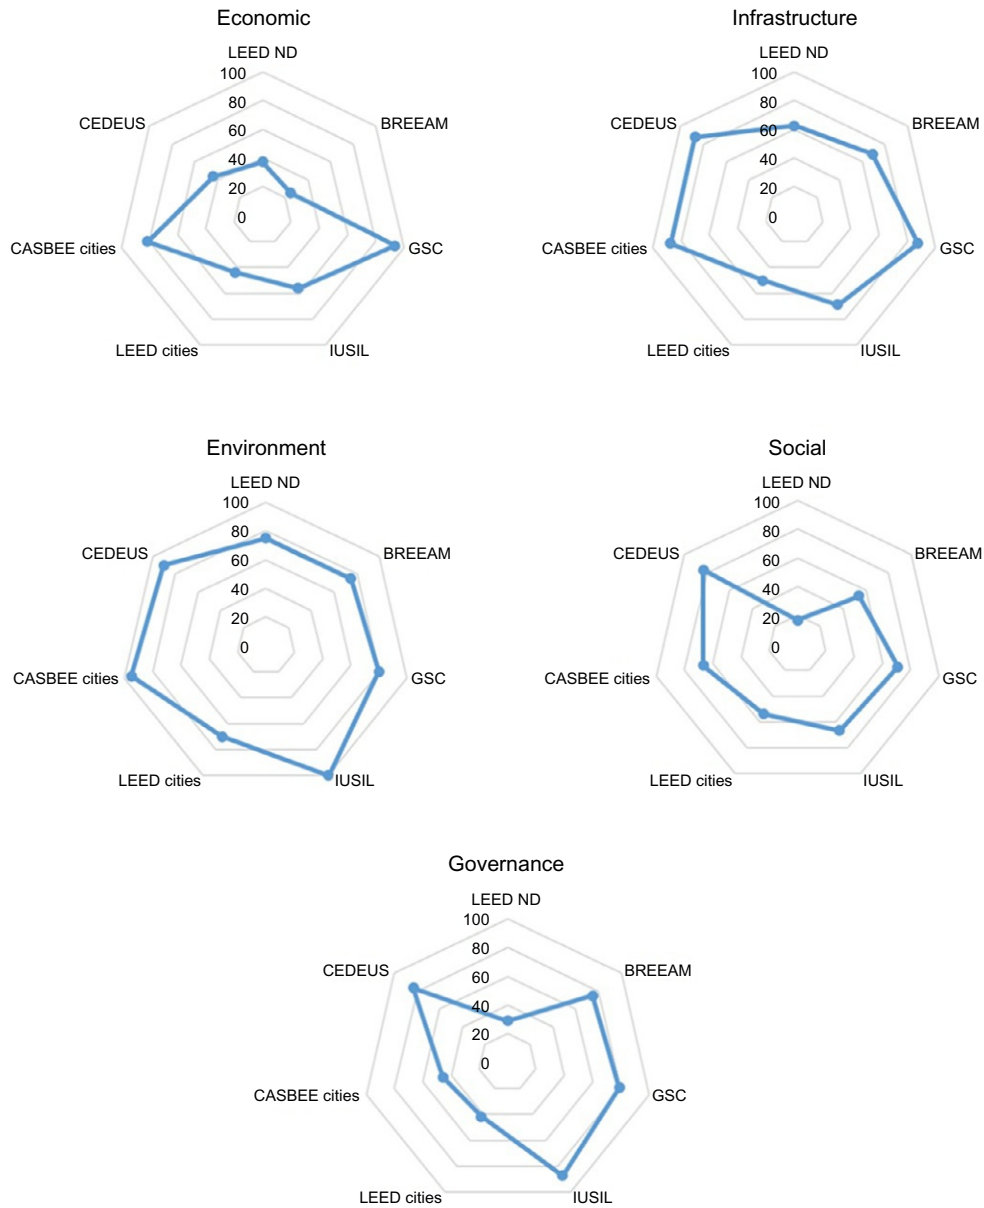 Economic
LEED ND
100
80
60
40
20
0
BREEAM
GSC
IUSIL
LEED cities
CASBEE cities
CEDEUS
Infrastructure
LEED ND
100
80
60
40
20
0
BREEAM
GSC
IUSIL
LEED cities
CASBEE cities
CEDEUS
Environment
LEED ND
100
80
60
40
20
0
BREEAM
GSC
IUSIL
LEED cities
CASBEE cities
CEDEUS
Social
LEED ND
100
80
60
40
20
0
BREEAM
GSC
IUSIL
LEED cities
CASBEE cities
CEDEUS
Governance
LEED ND
100
80
60
40
20
0
BREEAM
GSC
IUSIL
LEED cities
CASBEE cities
CEDEUS